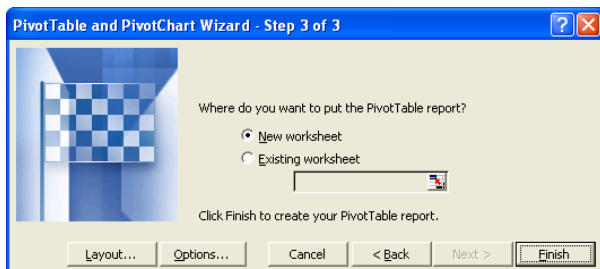 PivotTable and PivotChart Wizard - Step 3 of 3
Where do you want to put the PivotTable report?
New worksheet
Existing worksheet
Click Finish to create your PivotTable report.
Layout... Options... Cancel < Back Next > Finish